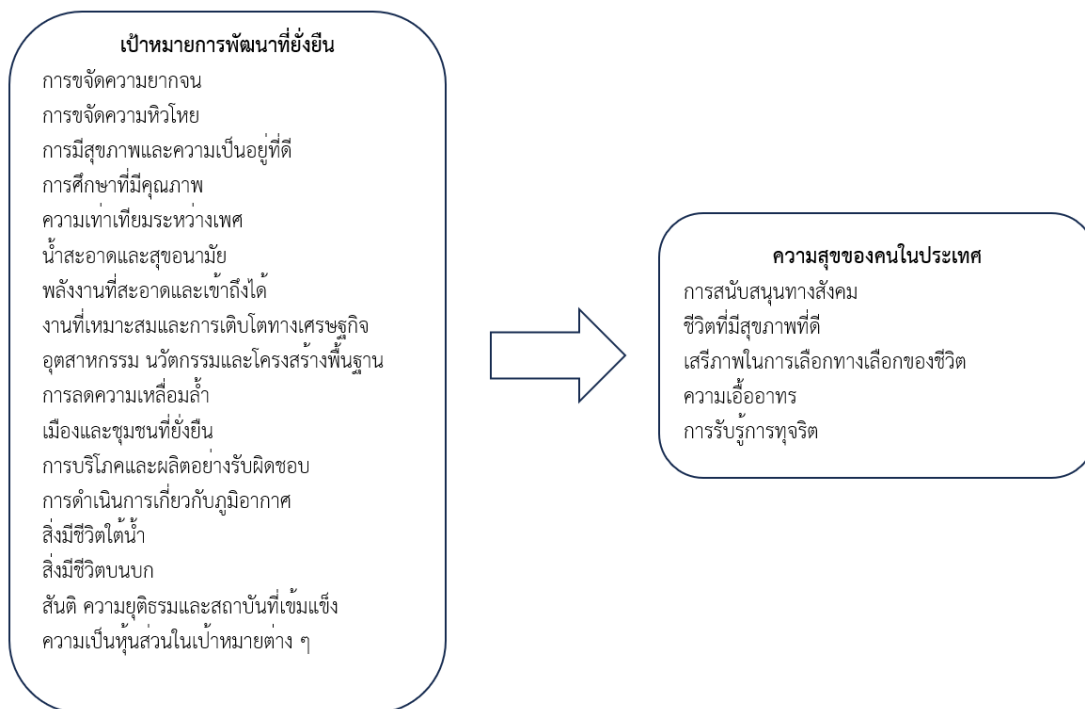 เป้าหมายการพัฒนาที่ยั่งยืน
การขจัดความยากจน
การขจัดความหิวโหย
การมีสุขภาพและความเป็นอยู่ที่ดี
การศึกษาที่มีคุณภาพ
ความเท่าเทียมระหว่างเพศ
น้ำสะอาดและสุขอนามัย
พลังงานที่สะอาดและเข้าถึงได้
งานที่เหมาะสมและการเติบโตทางเศรษฐกิจ
อุตสาหกรรม นวัตกรรมและโครงสร้างพื้นฐาน
การลดความเหลื่อมล้ำ
เมืองและชุมชนที่ยั่งยืน
การบริโภคและผลิตอย่างรับผิดชอบ
การดำเนินการเกี่ยวกับภูมิอากาศ
สิ่งมีชีวิตใต้น้ำ
สิ่งมีชีวิตบนบก
สันติ ความยุติธรรมและสถาบันที่เข้มแข็ง
ความเป็นหุ้นส่วนในเป้าหมายต่าง ๆ
ความสุขของคนในประเทศ
การสนับสนุนทางสังคม
ชีวิตที่มีสุขภาพที่ดี
เสรีภาพในการเลือกทางเลือกของชีวิต
ความเอื้ออาทร
การรับรู้การทุจริต